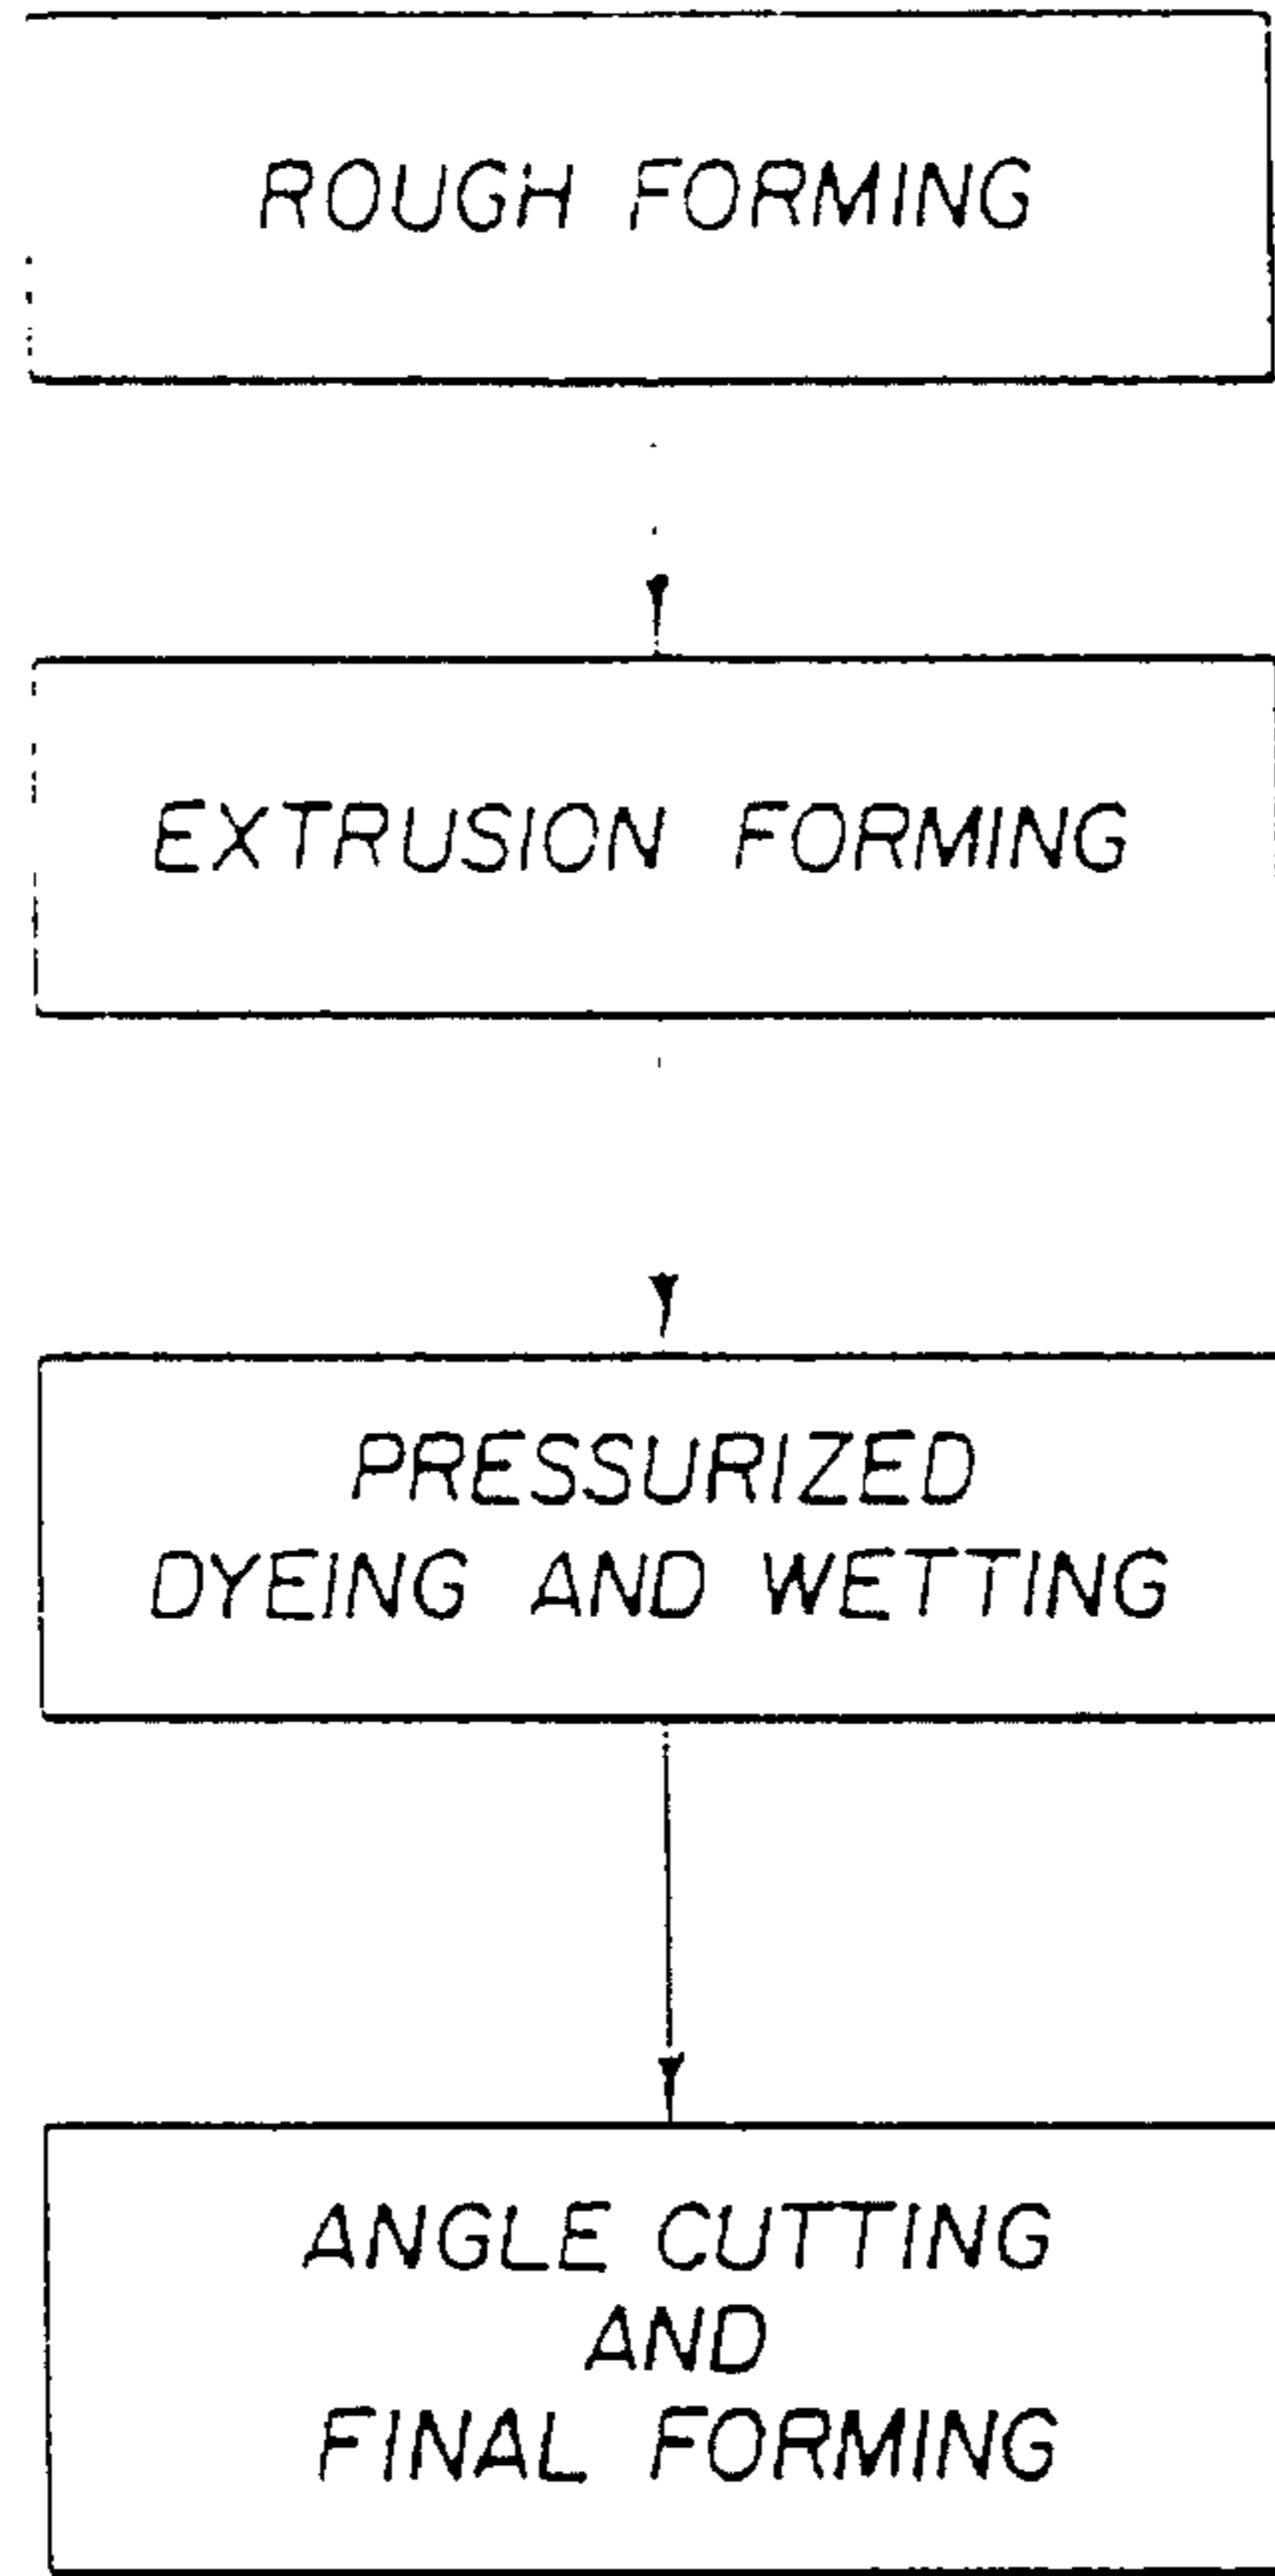 ROUGH FORMING
EXTRUSION FORMING
PRESSURIZED
DYEING AND WETTING
ANGLE CUTTING
AND
FINAL FORMING